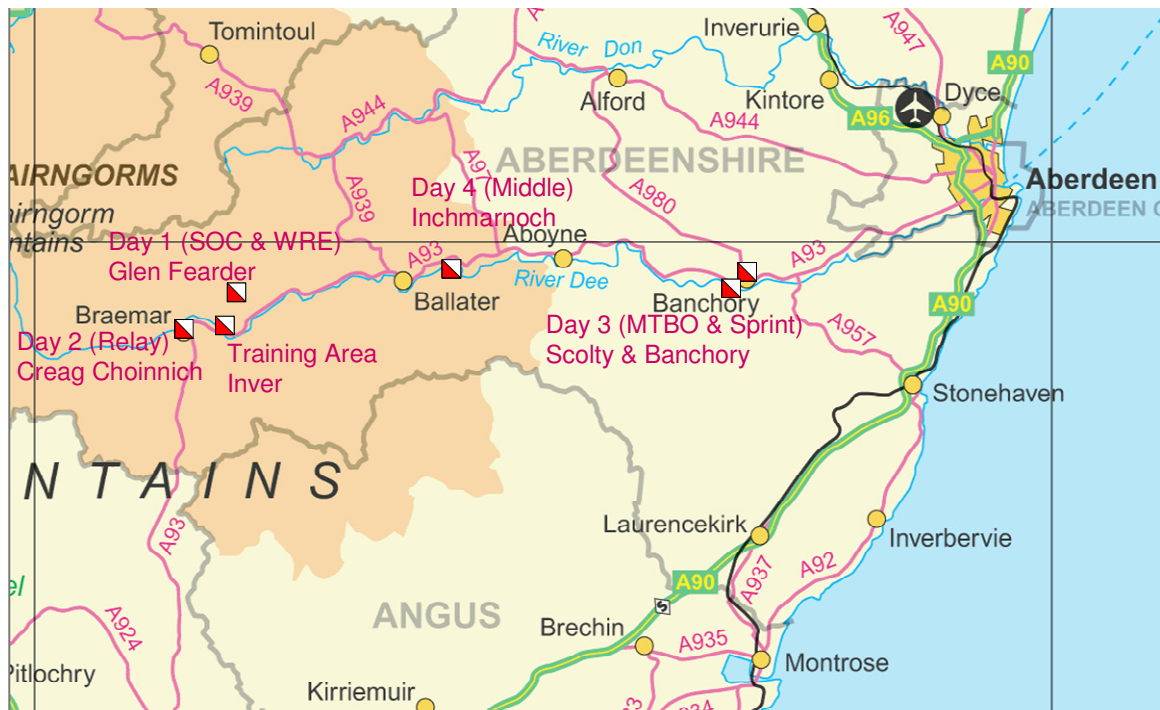 Tomintoul
A939
A944
River Don
Inverurie
A947
A90
Alford
Kintore
Dyce
A96
A944
AIRNGORMS
airngorm
ntains
A97
ABERDEENSHIRE
A939
A980
Aberdeen
ABERDEEN C
Day 4 (Middle)
Inchmarnoch
Day 1 (SOC & WRE)
Glen Fearder
A93
Aboyne
A93
River Dee
Ballater
Banchory
A90
Braemar
Day 2 (Relay)
Creag Choinnich
Training Area
Inver
Day 3 (MTBO & Sprint)
Scolty & Banchory
A957
Stonehaven
NTAINS
A93
Laurencekirk
Inverbervie
A90
A937
A92
el
ANGUS
S
A924
Brechin
A935
Pitlochry
Montrose
Kirriemuir